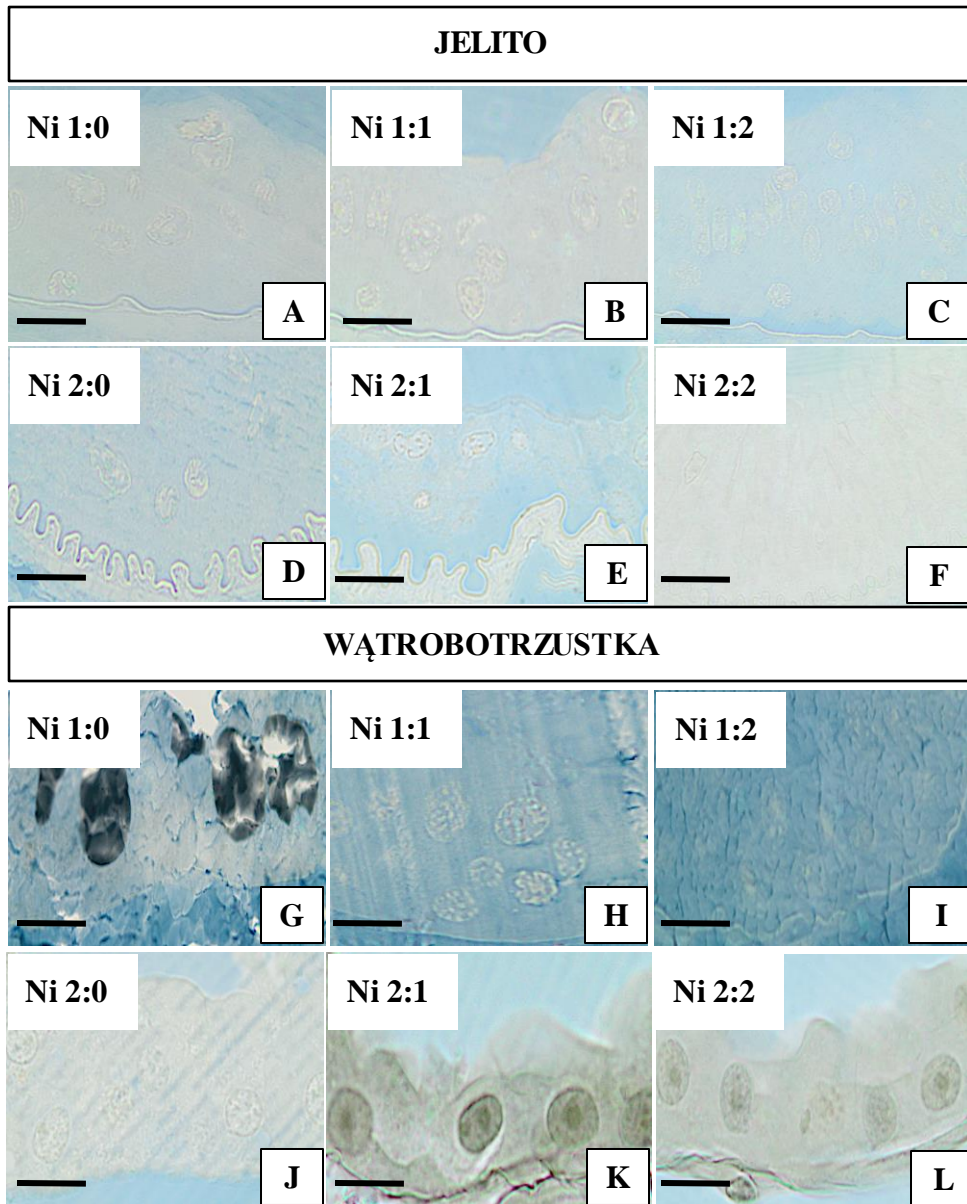 JELITO
Ni 1:0 Ni 1:1 Ni 1:2
A B C
Ni 2:0 Ni 2:1 Ni 2:2
D E F
WĄTROBOTRZUSTKA
Ni 1:0 Ni 1:1 Ni 1:2
G H I
Ni 2:0 Ni 2:1 Ni 2:2
J K L